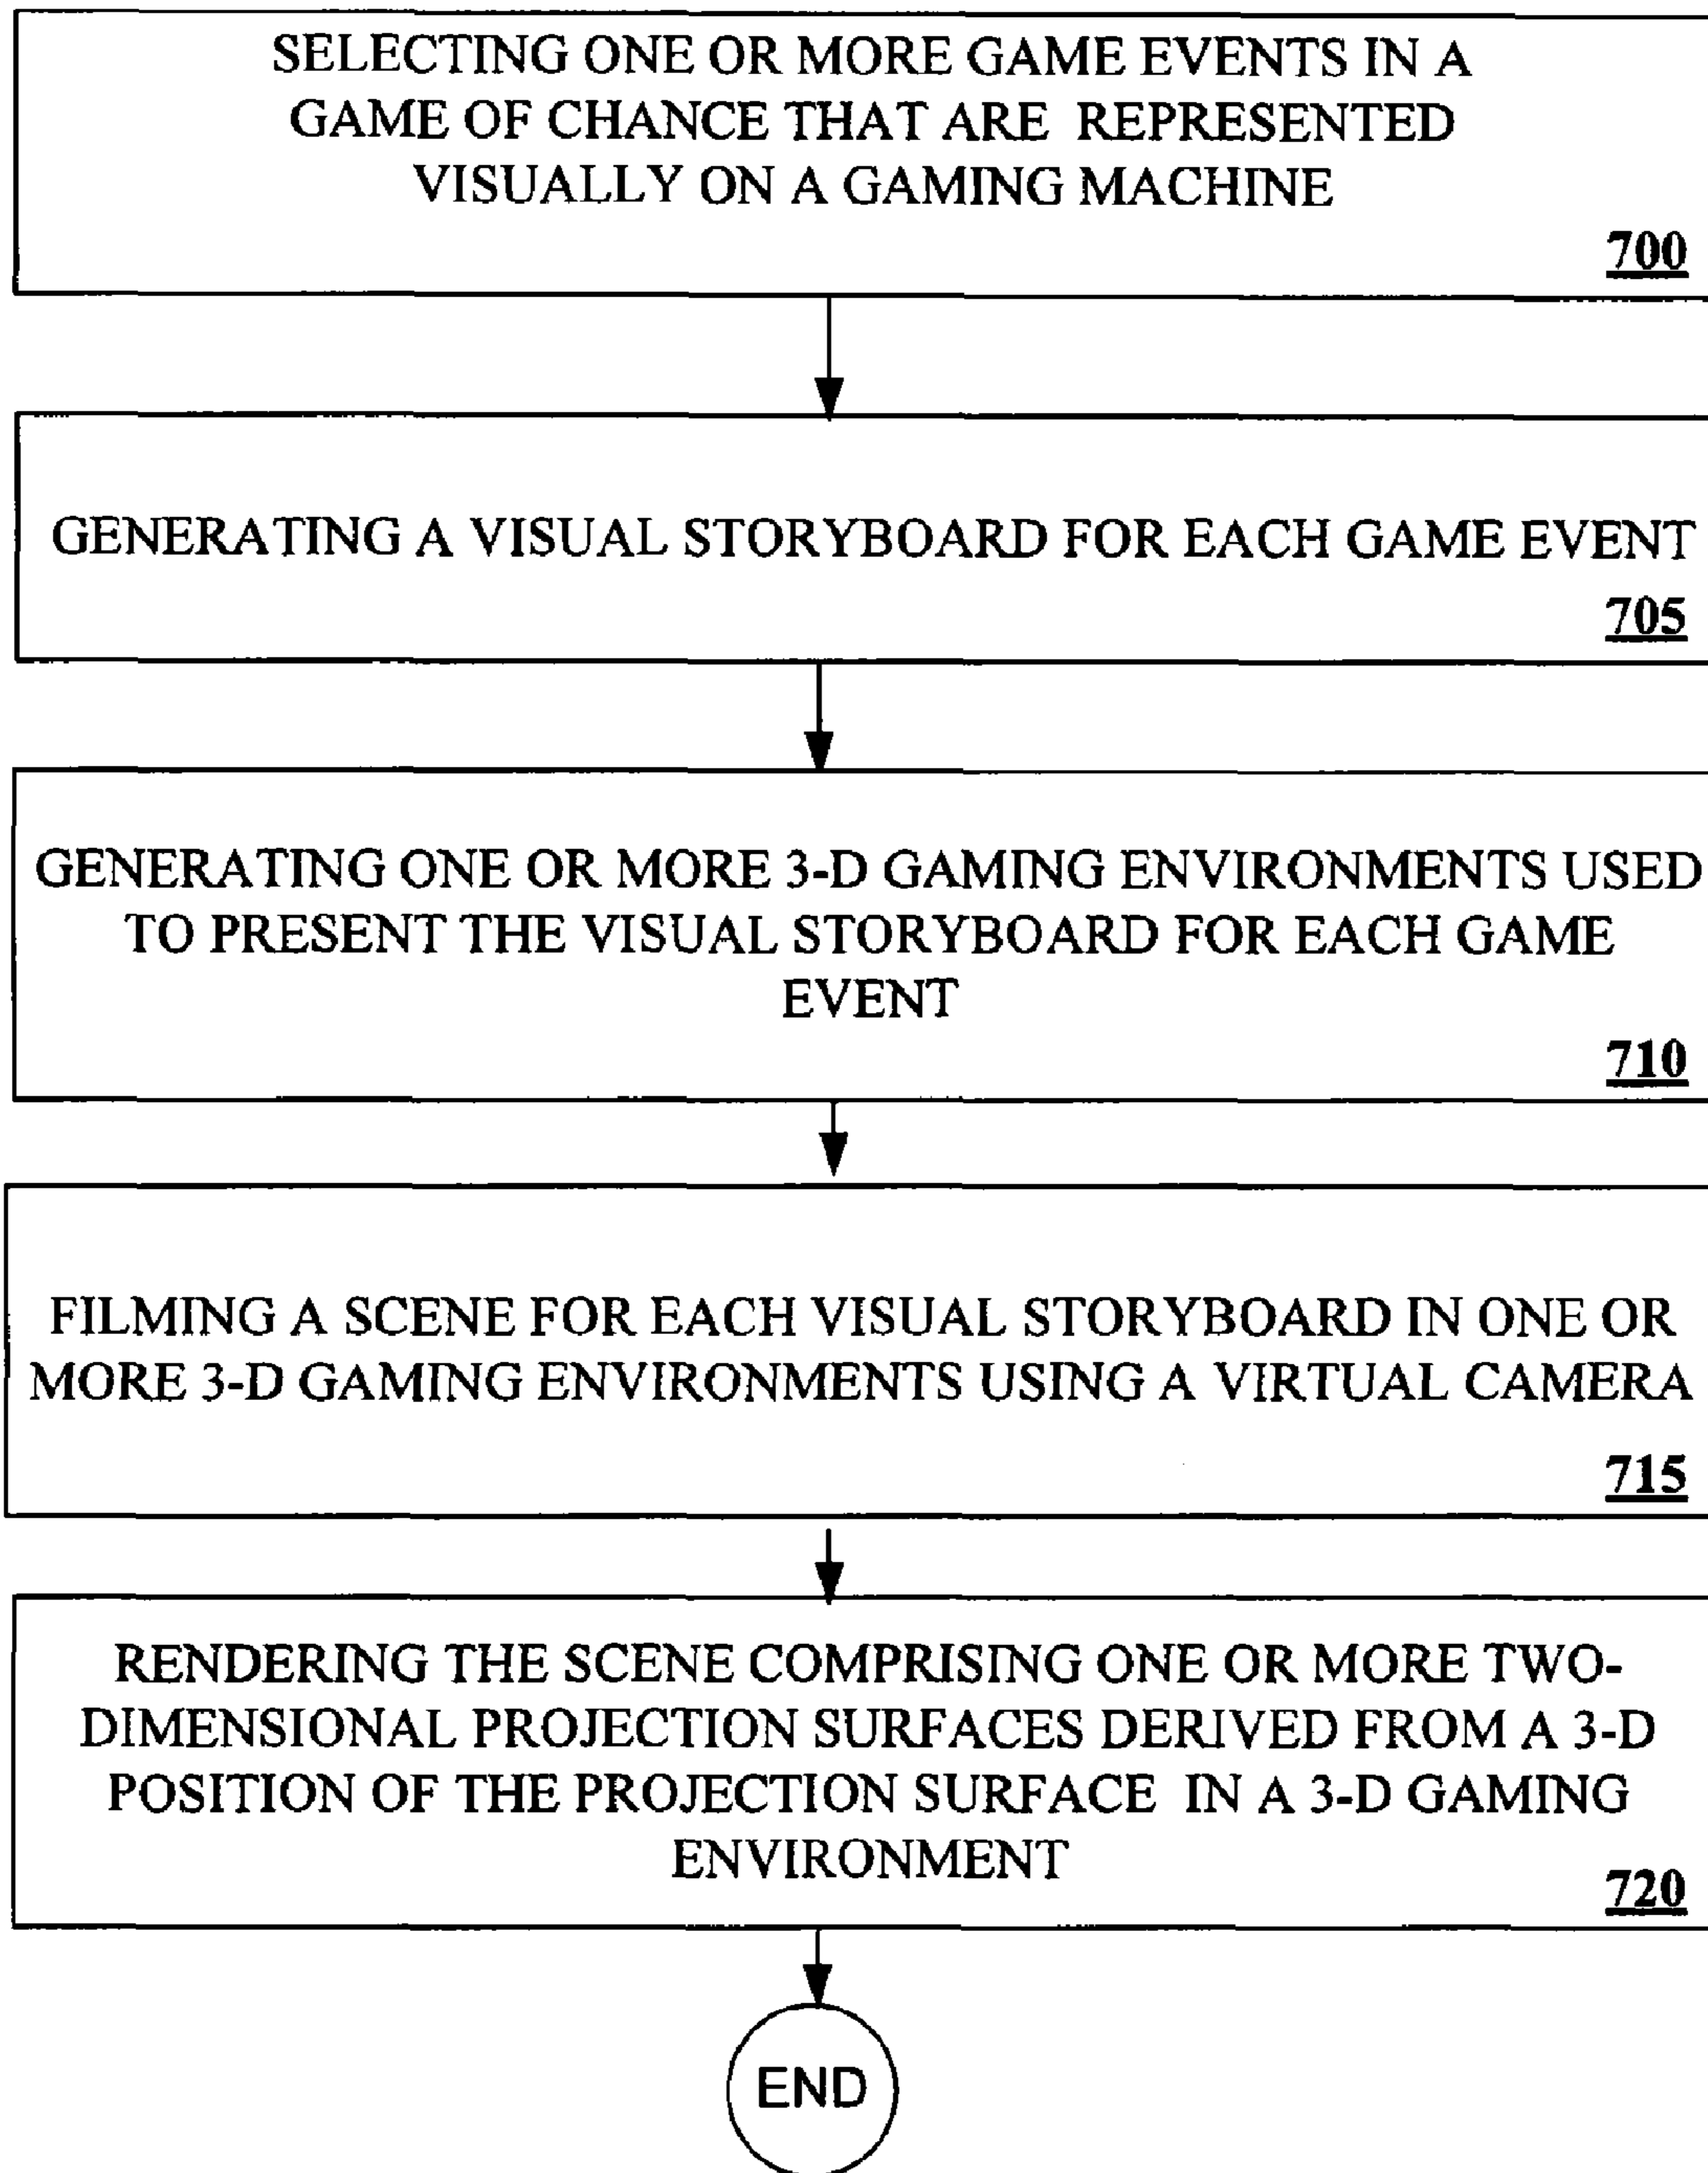 SELECTING ONE OR MORE GAME EVENTS IN A
GAME OF CHANCE THAT ARE REPRESENTED
VISUALLY ON A GAMING MACHINE
700
GENERATING A VISUAL STORYBOARD FOR EACH GAME EVENT
705
GENERATING ONE OR MORE 3-D GAMING ENVIRONMENTS USED
TO PRESENT THE VISUAL STORYBOARD FOR EACH GAME
EVENT
710
FILMING A SCENE FOR EACH VISUAL STORYBOARD IN ONE OR
MORE 3-D GAMING ENVIRONMENTS USING A VIRTUAL CAMERA
715
RENDERING THE SCENE COMPRISING ONE OR MORE TWO-
DIMENSIONAL PROJECTION SURFACES DERIVED FROM A 3-D
POSITION OF THE PROJECTION SURFACE IN A 3-D GAMING
ENVIRONMENT
720
END